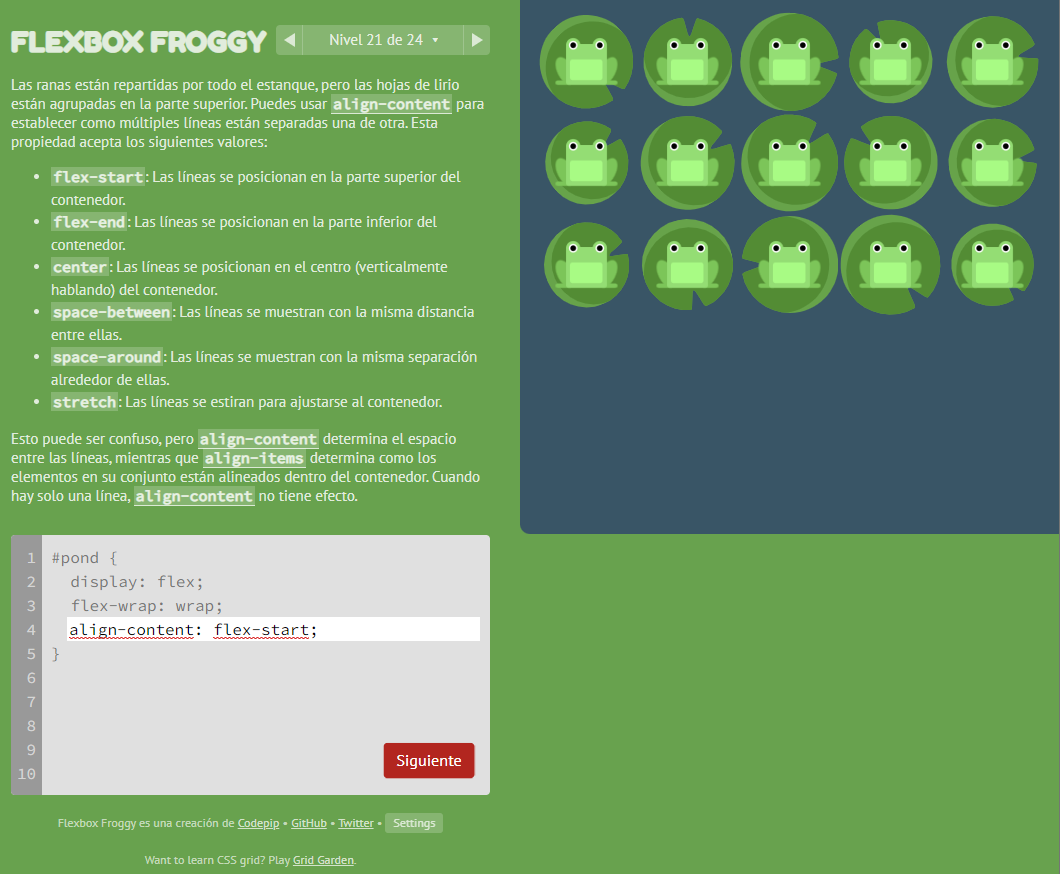 FLEXBOX FROGGY
Nivel 21 de 24
Las ranas están repartidas por todo el estanque, pero las hojas de lirio
están agrupadas en la parte superior. Puedes usar align-content para
establecer como múltiples líneas están separadas una de otra. Esta
propiedad acepta los siguientes valores:
• flex-start: Las líneas se posicionan en la parte superior del
contenedor.
• flex-end: Las líneas se posicionan en la parte inferior del
contenedor.
• center: Las líneas se posicionan en el centro (verticalmente
hablando) del contenedor.
• space-between: Las líneas se muestran con la misma distancia
entre ellas.
• space-around: Las líneas se muestran con la misma separación
alrededor de ellas.
• stretch: Las líneas se estiran para ajustarse al contenedor.
Esto puede ser confuso, pero align-content determina el espacio
entre las líneas, mientras que align-items determina como los
elementos en su conjunto están alineados dentro del contenedor. Cuando
hay solo una línea, align-content no tiene efecto.
1 #pond {
2 display: flex;
3 flex-wrap: wrap;
4 align-content: flex-start;
5 }
6
7
8
9
10
Siguiente
Flexbox Froggy es una creación de Codepip • GitHub • Twitter • Settings
Want to learn CSS grid? Play Grid Garden.